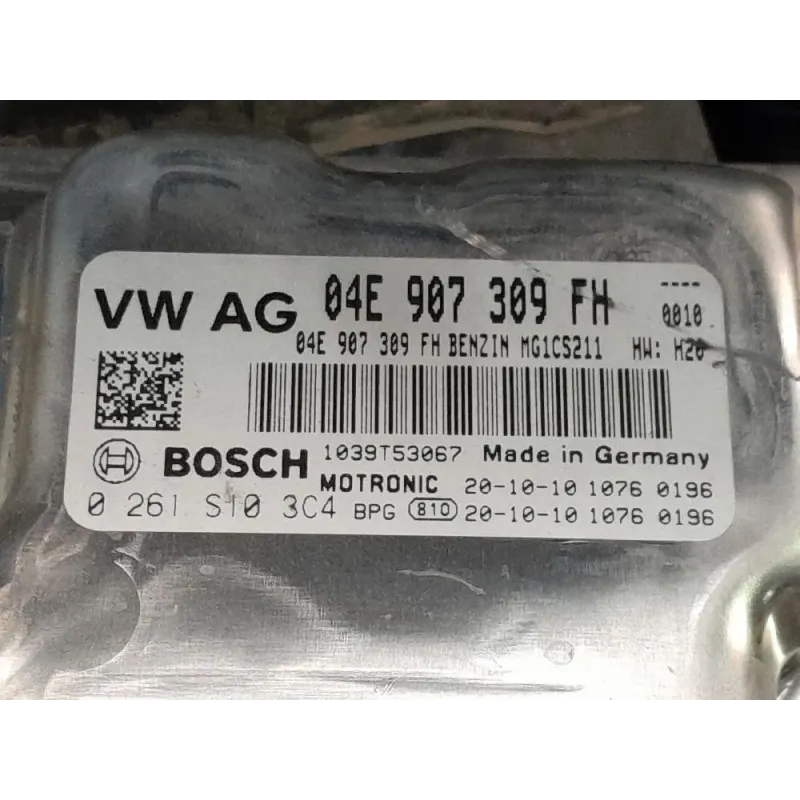 VW AG 04E 907 309 FH ----
0010
04E 907 309 FH BENZIN MG1CS211 HW: H20
BOSCH 1039T53067 Made in Germany
MOTRONIC 20-10-10 1076 0196
0 261 S10 3C4 BPG 810 20-10-10 1076 0196